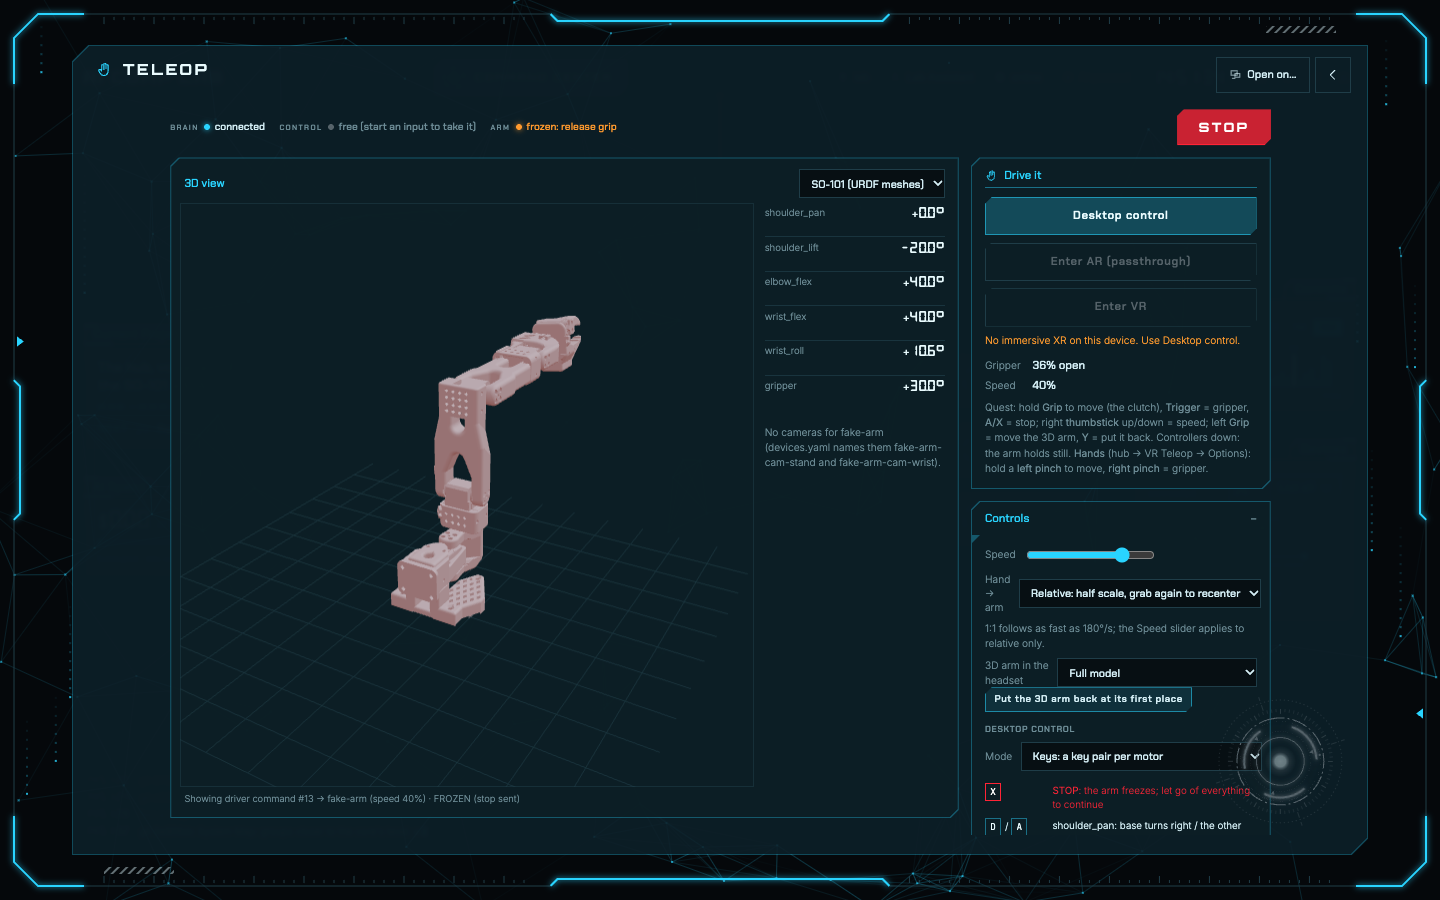 TELEOP
Open on...
BRAIN connected CONTROL free (start an input to take it) ARM frozen: release grip
STOP
3D view
SO-101 (URDF meshes)
shoulder_pan +0.0°
shoulder_lift -20.0°
elbow_flex +40.0°
wrist_flex +40.0°
wrist_roll +10.6°
gripper +30.0°
No cameras for fake-arm
(devices.yaml names them fake-arm-
cam-stand and fake-arm-cam-wrist).
Showing driver command #13 → fake-arm (speed 40%) · FROZEN (stop sent)
Drive it
Desktop control
Enter AR (passthrough)
Enter VR
No immersive XR on this device. Use Desktop control.
Gripper 36% open
Speed 40%
Quest: hold Grip to move (the clutch), Trigger = gripper,
A/X = stop; right thumbstick up/down = speed; left Grip
= move the 3D arm, Y = put it back. Controllers down:
the arm holds still. Hands (hub → VR Teleop → Options):
hold a left pinch to move, right pinch = gripper.
Controls –
Speed
Hand
→
arm
Relative: half scale, grab again to recenter
1:1 follows as fast as 180°/s; the Speed slider applies to
relative only.
3D arm in the
headset
Full model
Put the 3D arm back at its first place
DESKTOP CONTROL
Mode Keys: a key pair per motor
X STOP: the arm freezes; let go of everything
to continue
D / A shoulder_pan: base turns right / the other